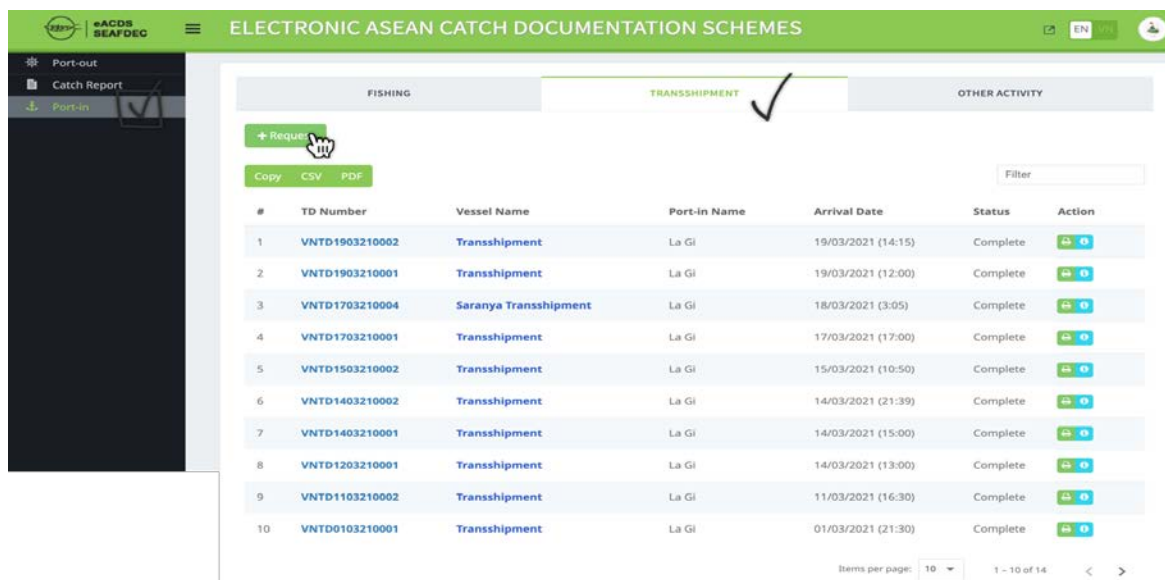 eACDS
SEAFDEC
ELECTRONIC ASEAN CATCH DOCUMENTATION SCHEMES
EN VN
Port-out
Catch Report
Port-in
FISHING TRANSSHIPMENT OTHER ACTIVITY
+ Request
Copy CSV PDF Filter
# TD Number Vessel Name Port-in Name Arrival Date Status Action
1 VNTD1903210002 Transshipment La Gi 19/03/2021 (14:15) Complete
2 VNTD1903210001 Transshipment La Gi 19/03/2021 (12:00) Complete
3 VNTD1703210004 Saranya Transshipment La Gi 18/03/2021 (3:05) Complete
4 VNTD1703210001 Transshipment La Gi 17/03/2021 (17:00) Complete
5 VNTD1503210002 Transshipment La Gi 15/03/2021 (10:50) Complete
6 VNTD1403210002 Transshipment La Gi 14/03/2021 (21:39) Complete
7 VNTD1403210001 Transshipment La Gi 14/03/2021 (15:00) Complete
8 VNTD1203210001 Transshipment La Gi 14/03/2021 (13:00) Complete
9 VNTD1103210002 Transshipment La Gi 11/03/2021 (16:30) Complete
10 VNTD0103210001 Transshipment La Gi 01/03/2021 (21:30) Complete
Items per page: 10 1 – 10 of 14 < >